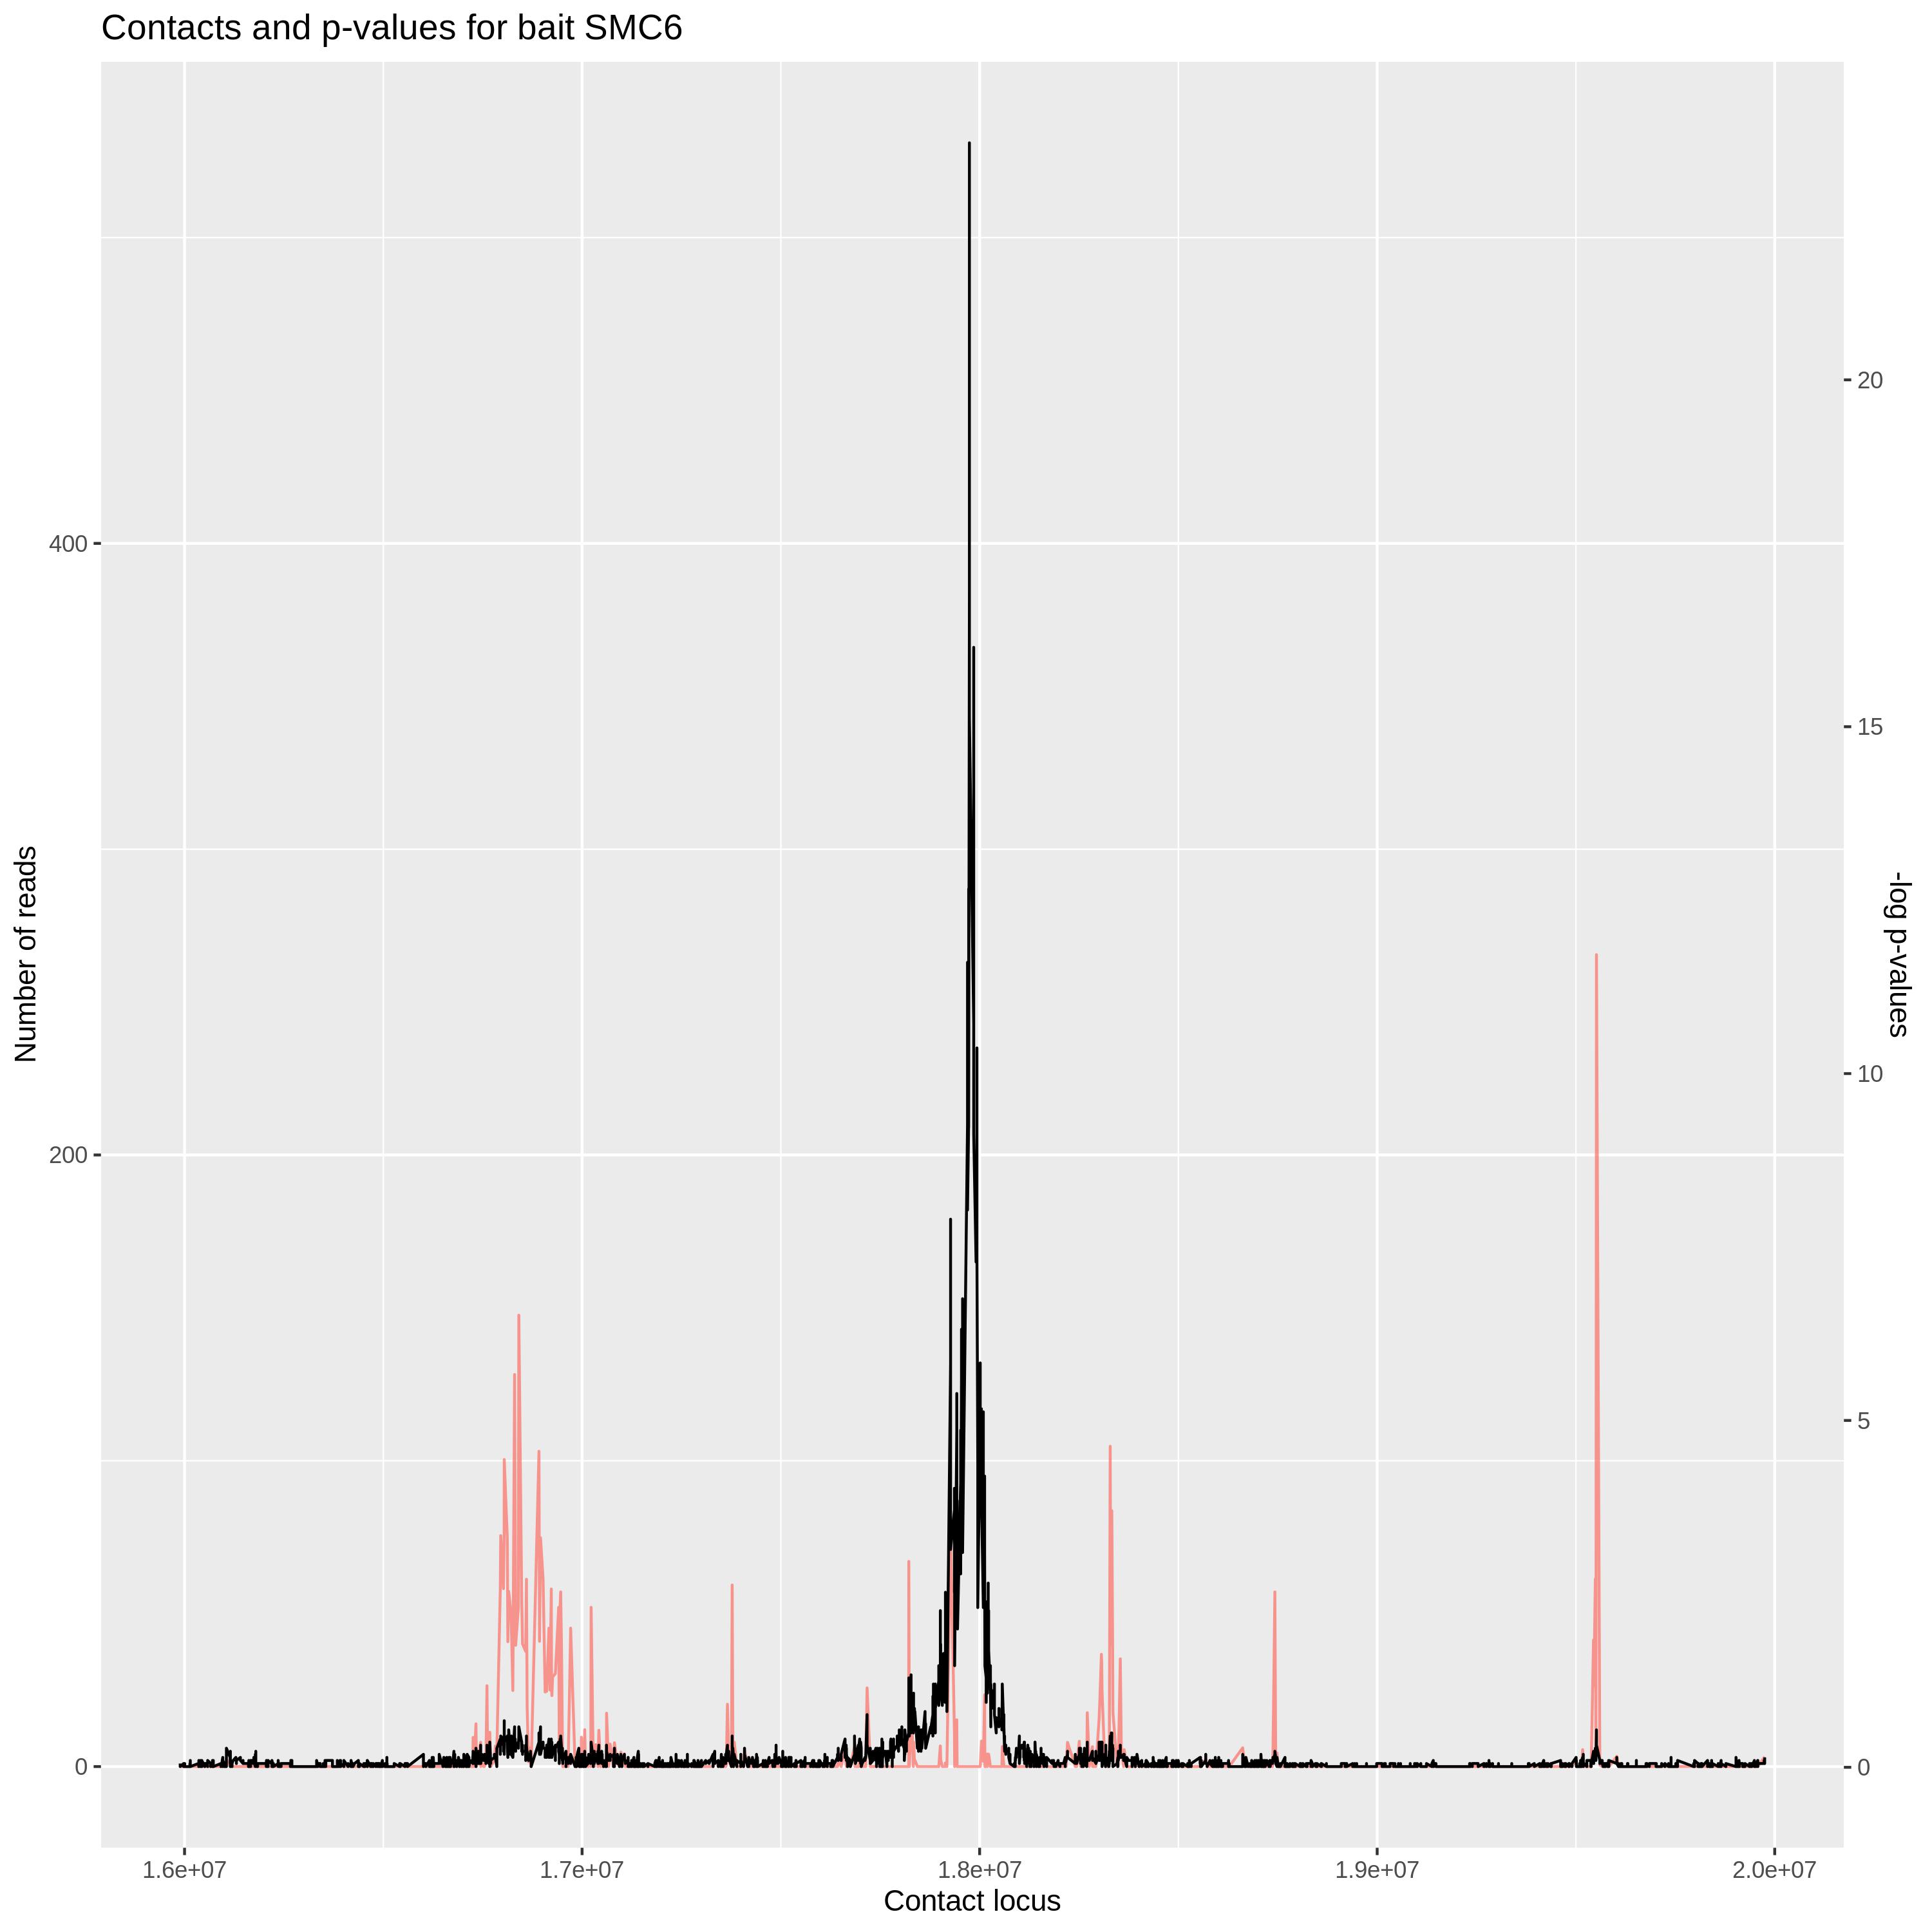 Contacts and p-values for bait SMC6
Number of reads
400
200
0
20
15
10
5
0
-log p-values
1.6e+07
1.7e+07
1.8e+07
1.9e+07
2.0e+07
Contact locus